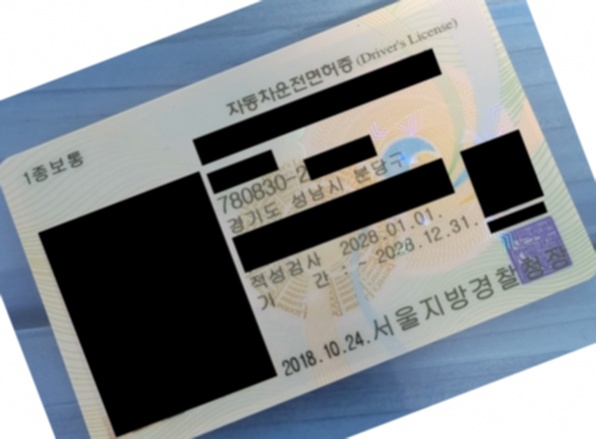 자동차운전면허증 (Driver's License)
1종보통
780830-2
경기도 성남시 분당구
적성검사 2028.01.01.
기 간 : ~ 2028.12.31.
2018.10.24. 서울지방경찰청장